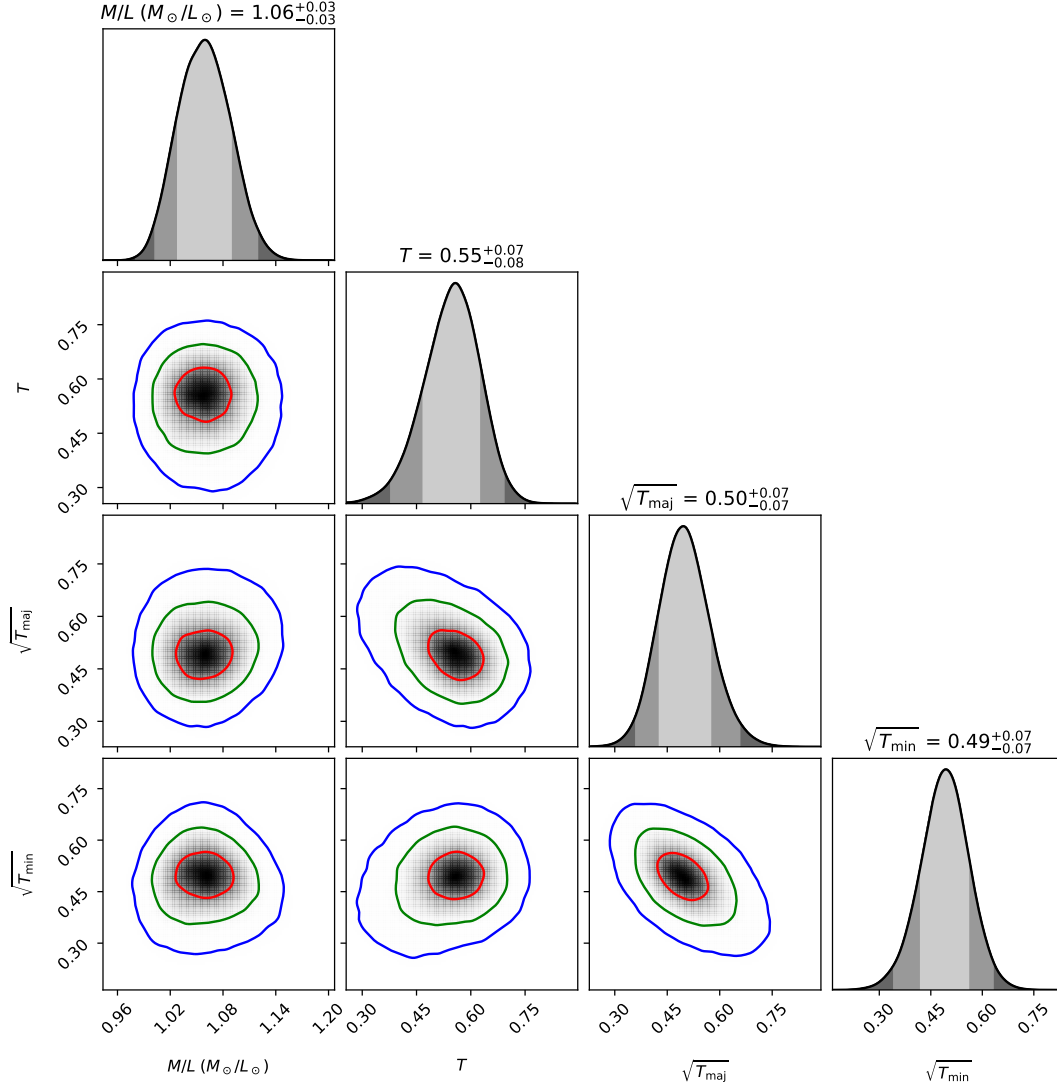 M/L (M⊙/L⊙) = 1.06+0.03−0.03
T = 0.55+0.07−0.08
0.75
0.60
0.45
0.30
T
√Tmaj = 0.50+0.07−0.07
0.75
0.60
0.45
0.30
√Tmaj
√Tmin = 0.49+0.07−0.07
0.75
0.60
0.45
0.30
√Tmin
0.96 1.02 1.08 1.14 1.20 0.30 0.45 0.60 0.75 0.30 0.45 0.60 0.75 0.30 0.45 0.60 0.75
M/L (M⊙/L⊙) T √Tmaj √Tmin